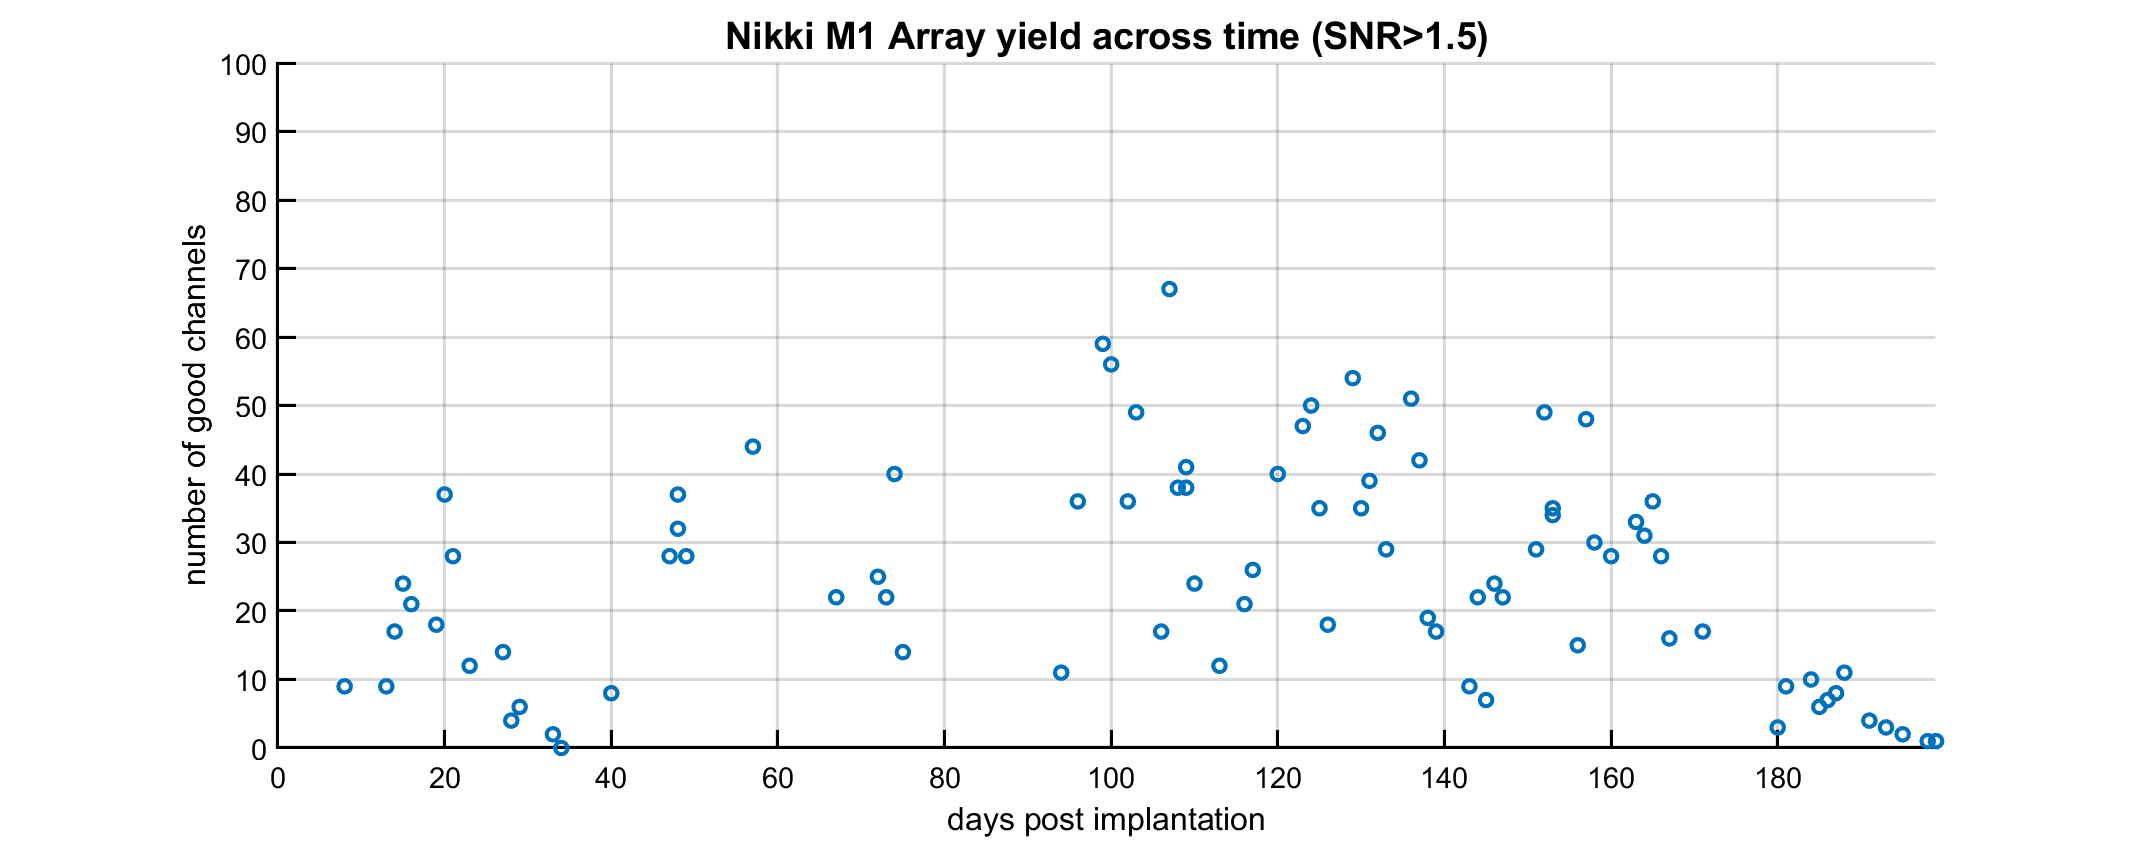 Nikki M1 Array yield across time (SNR>1.5)
100
90
80
70
60
50
40
30
20
10
0
number of good channels
0 20 40 60 80 100 120 140 160 180
days post implantation